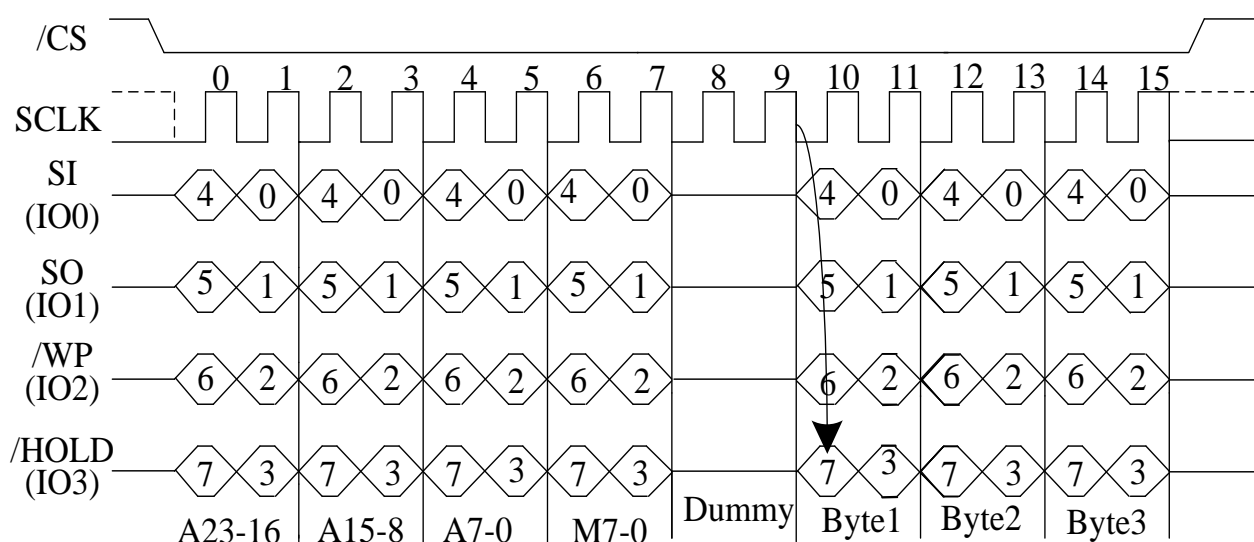 /CS
0 1 2 3 4 5 6 7 8 9 10 11 12 13 14 15
SCLK
SI
(IO0)
4 0 4 0 4 0 4 0 4 0 4 0 4 0
SO
(IO1)
5 1 5 1 5 1 5 1 5 1 5 1 5 1
/WP
(IO2)
6 2 6 2 6 2 6 2 6 2 6 2 6 2
/HOLD
(IO3)
7 3 7 3 7 3 7 3 7 3 7 3 7 3
A23-16 A15-8 A7-0 M7-0 Dummy Byte1 Byte2 Byte3